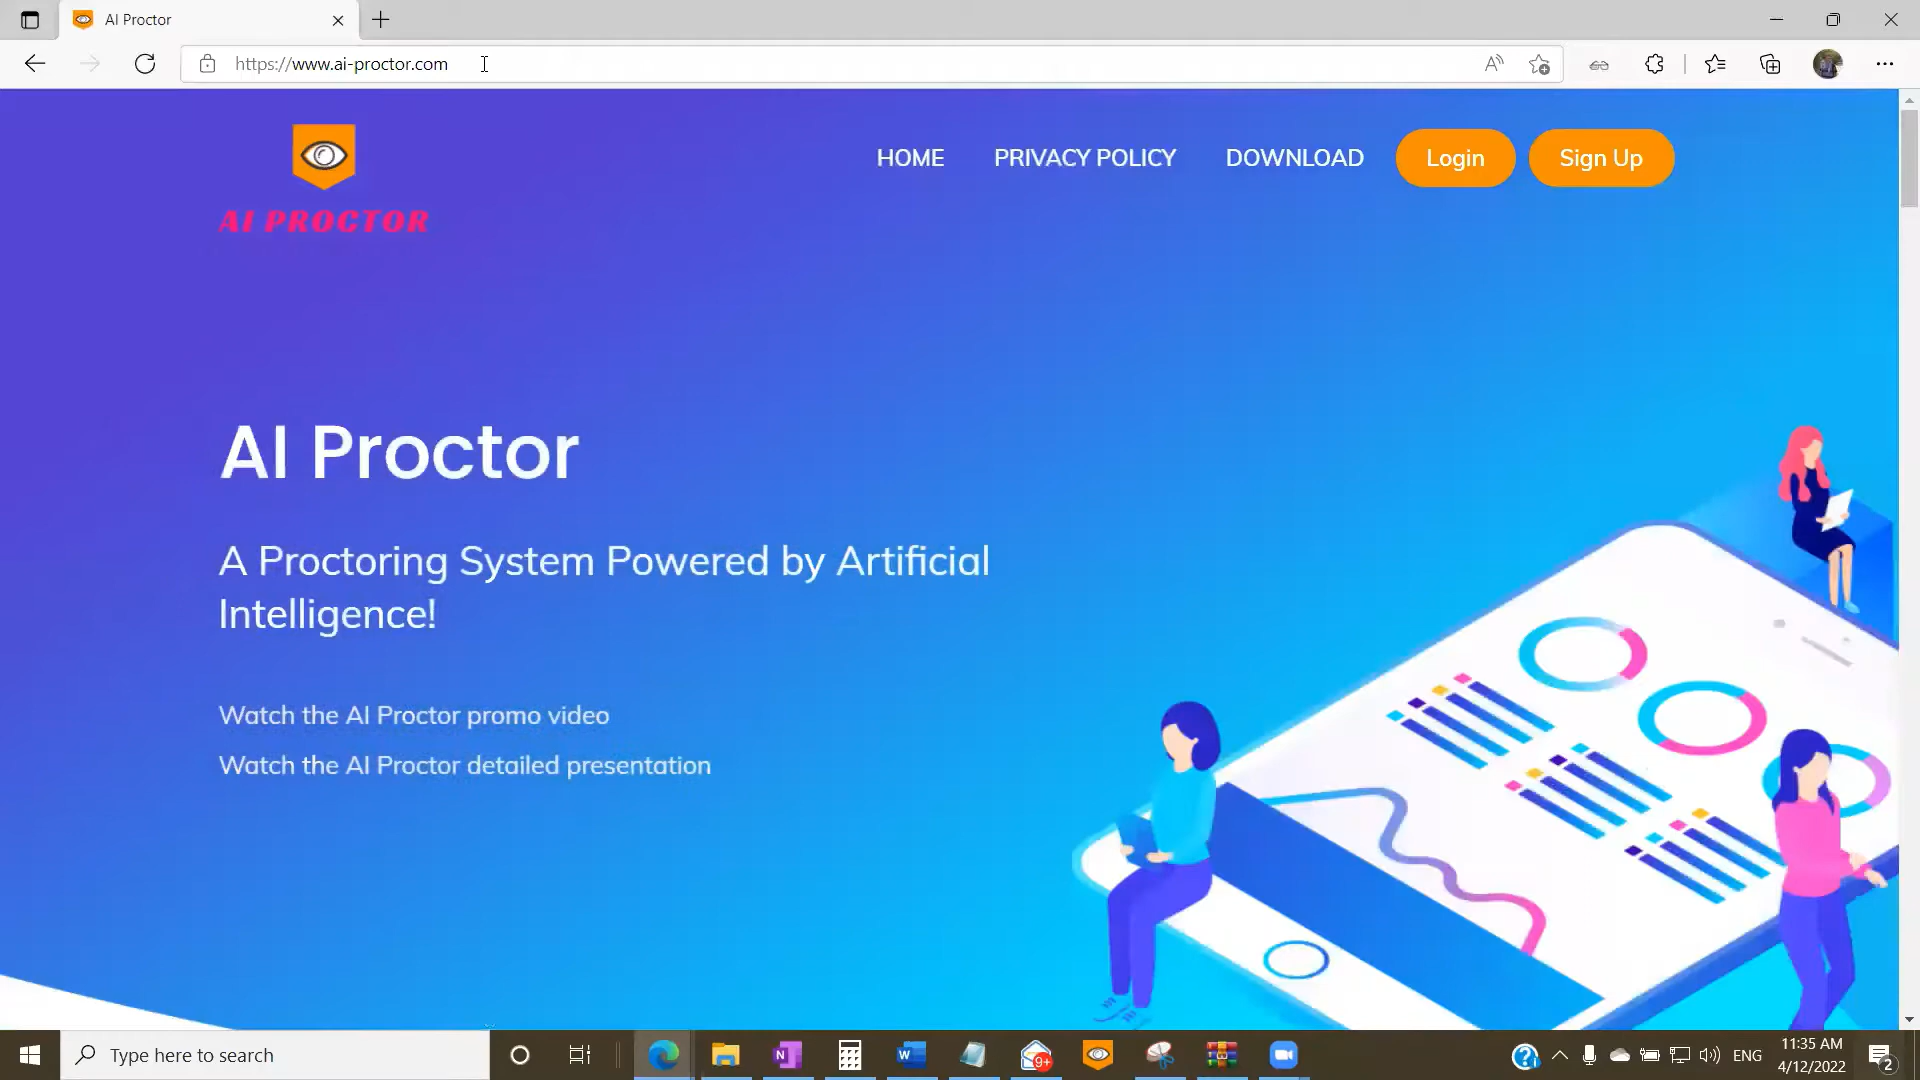 AI Proctor
https://www.ai-proctor.com
HOME
PRIVACY POLICY
DOWNLOAD
Login
Sign Up
AI PROCTOR
AI Proctor
A Proctoring System Powered by Artificial
Intelligence!
Watch the AI Proctor promo video
Watch the AI Proctor detailed presentation
Type here to search
9+
ENG
11:35 AM
4/12/2022
2